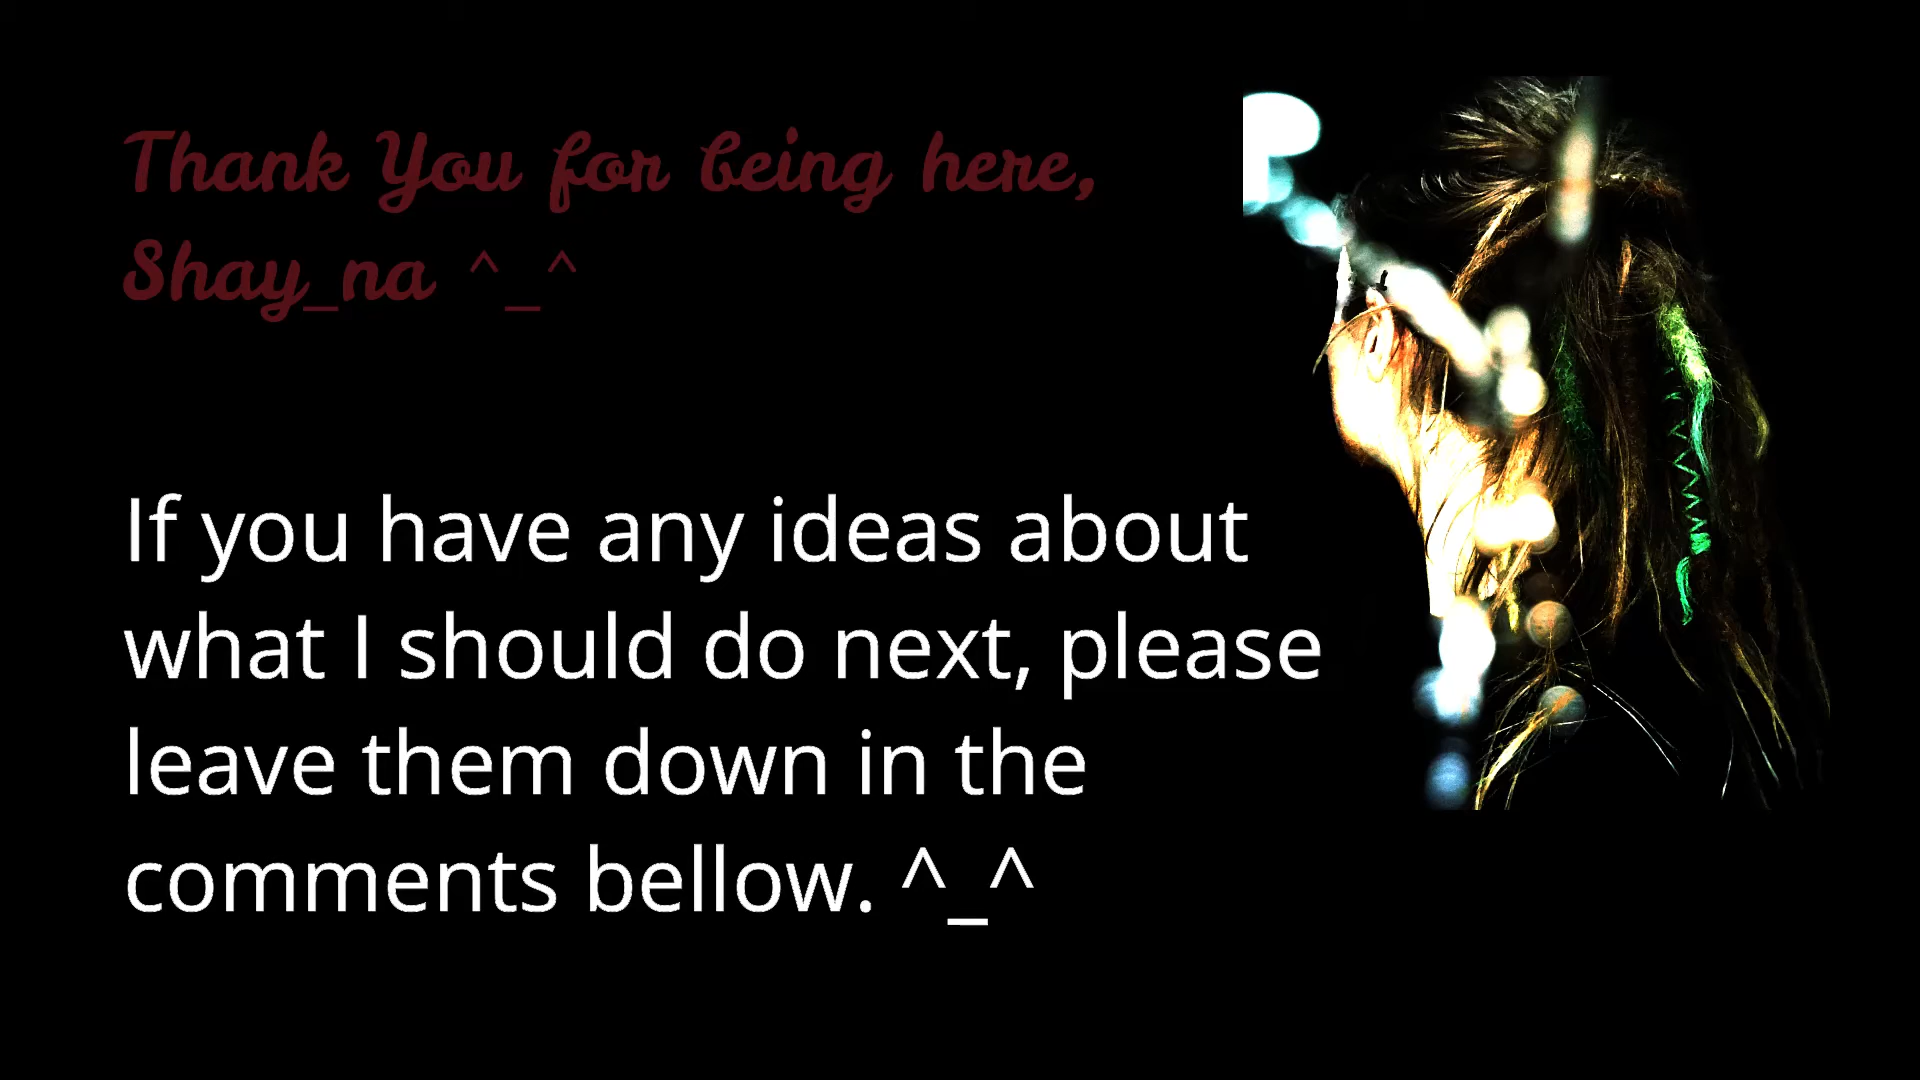 Thank You for being here,
Shay_na ^_^
If you have any ideas about
what I should do next, please
leave them down in the
comments bellow. ^_^